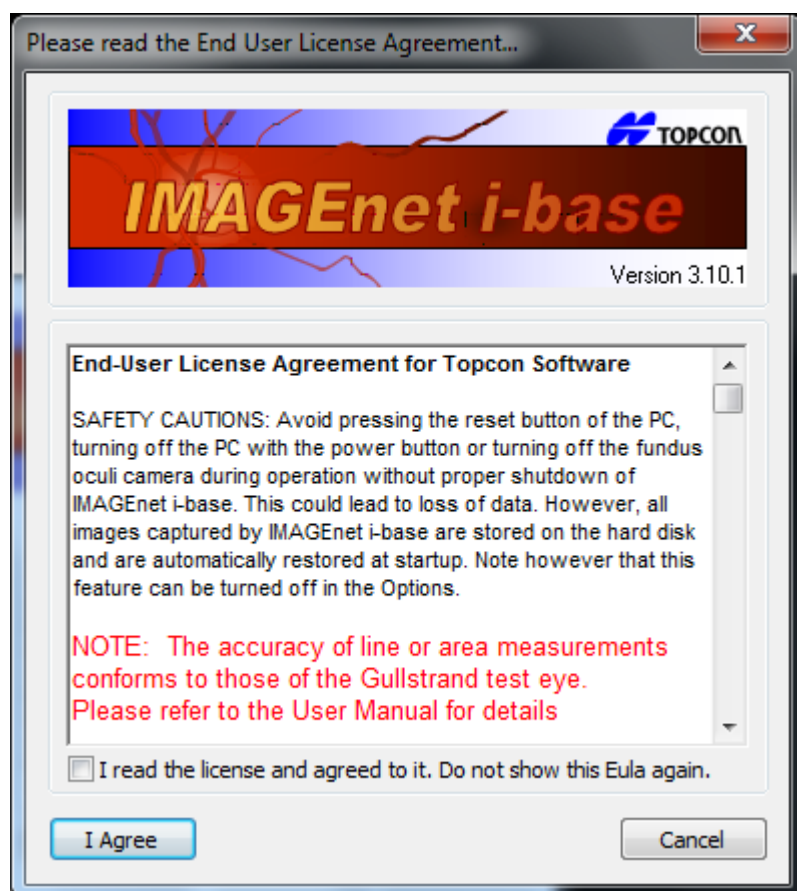 Please read the End User License Agreement...
TOPCON
IMAGEnet i-base
Version 3.10.1
End-User License Agreement for Topcon Software
SAFETY CAUTIONS: Avoid pressing the reset button of the PC,
turning off the PC with the power button or turning off the fundus
oculi camera during operation without proper shutdown of
IMAGEnet i-base. This could lead to loss of data. However, all
images captured by IMAGEnet i-base are stored on the hard disk
and are automatically restored at startup. Note however that this
feature can be turned off in the Options.
NOTE: The accuracy of line or area measurements
conforms to those of the Gullstrand test eye.
Please refer to the User Manual for details
I read the license and agreed to it. Do not show this Eula again.
I Agree
Cancel